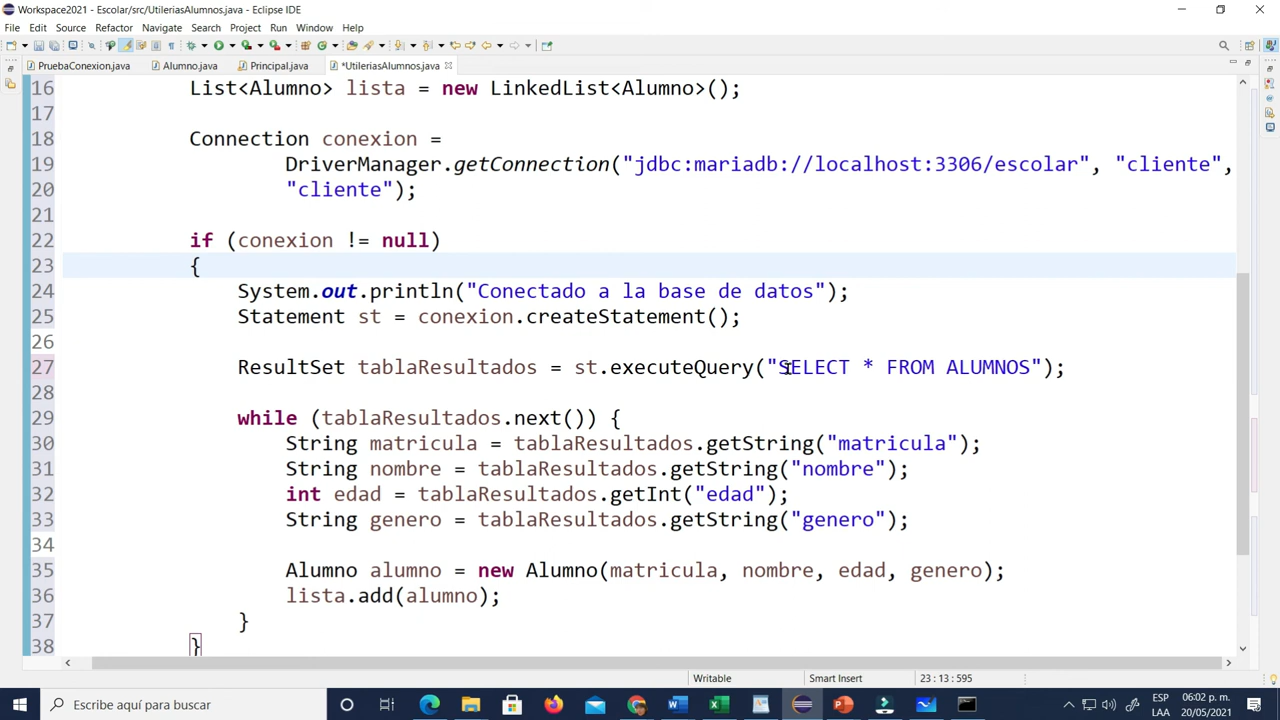 Workspace2021 - Escolar/src/UtileriasAlumnos.java - Eclipse IDE
File Edit Source Refactor Navigate Search Project Run Window Help
PruebaConexion.java Alumno.java Principal.java *UtileriasAlumnos.java
16 List<Alumno> lista = new LinkedList<Alumno>();
17
18 Connection conexion =
19 DriverManager.getConnection("jdbc:mariadb://localhost:3306/escolar", "cliente",
20 "cliente");
21
22 if (conexion != null)
23 {
24 System.out.println("Conectado a la base de datos");
25 Statement st = conexion.createStatement();
26
27 ResultSet tablaResultados = st.executeQuery("SELECT * FROM ALUMNOS");
28
29 while (tablaResultados.next()) {
30 String matricula = tablaResultados.getString("matricula");
31 String nombre = tablaResultados.getString("nombre");
32 int edad = tablaResultados.getInt("edad");
33 String genero = tablaResultados.getString("genero");
34
35 Alumno alumno = new Alumno(matricula, nombre, edad, genero);
36 lista.add(alumno);
37 }
38 }
Writable Smart Insert 23 : 13 : 595
Escribe aquí para buscar
ESP 06:02 p. m.
LAA 20/05/2021